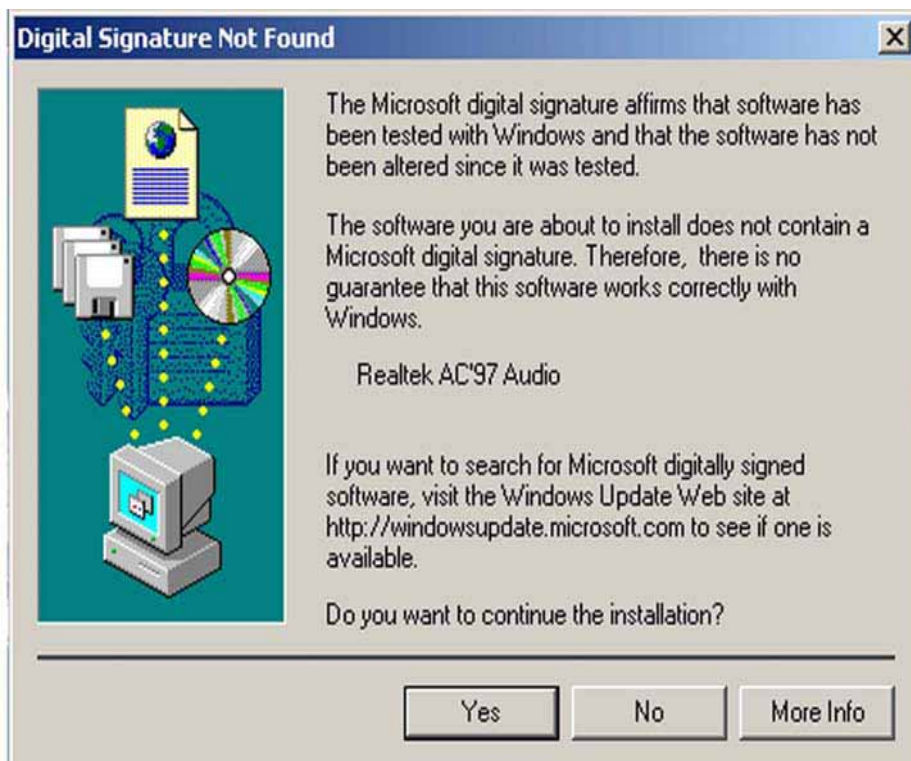 Digital Signature Not Found
The Microsoft digital signature affirms that software has
been tested with Windows and that the software has not
been altered since it was tested.
The software you are about to install does not contain a
Microsoft digital signature. Therefore,  there is no
guarantee that this software works correctly with
Windows.
Realtek AC'97 Audio
If you want to search for Microsoft digitally signed
software, visit the Windows Update Web site at
http://windowsupdate.microsoft.com to see if one is
available.
Do you want to continue the installation?
Yes
No
More Info